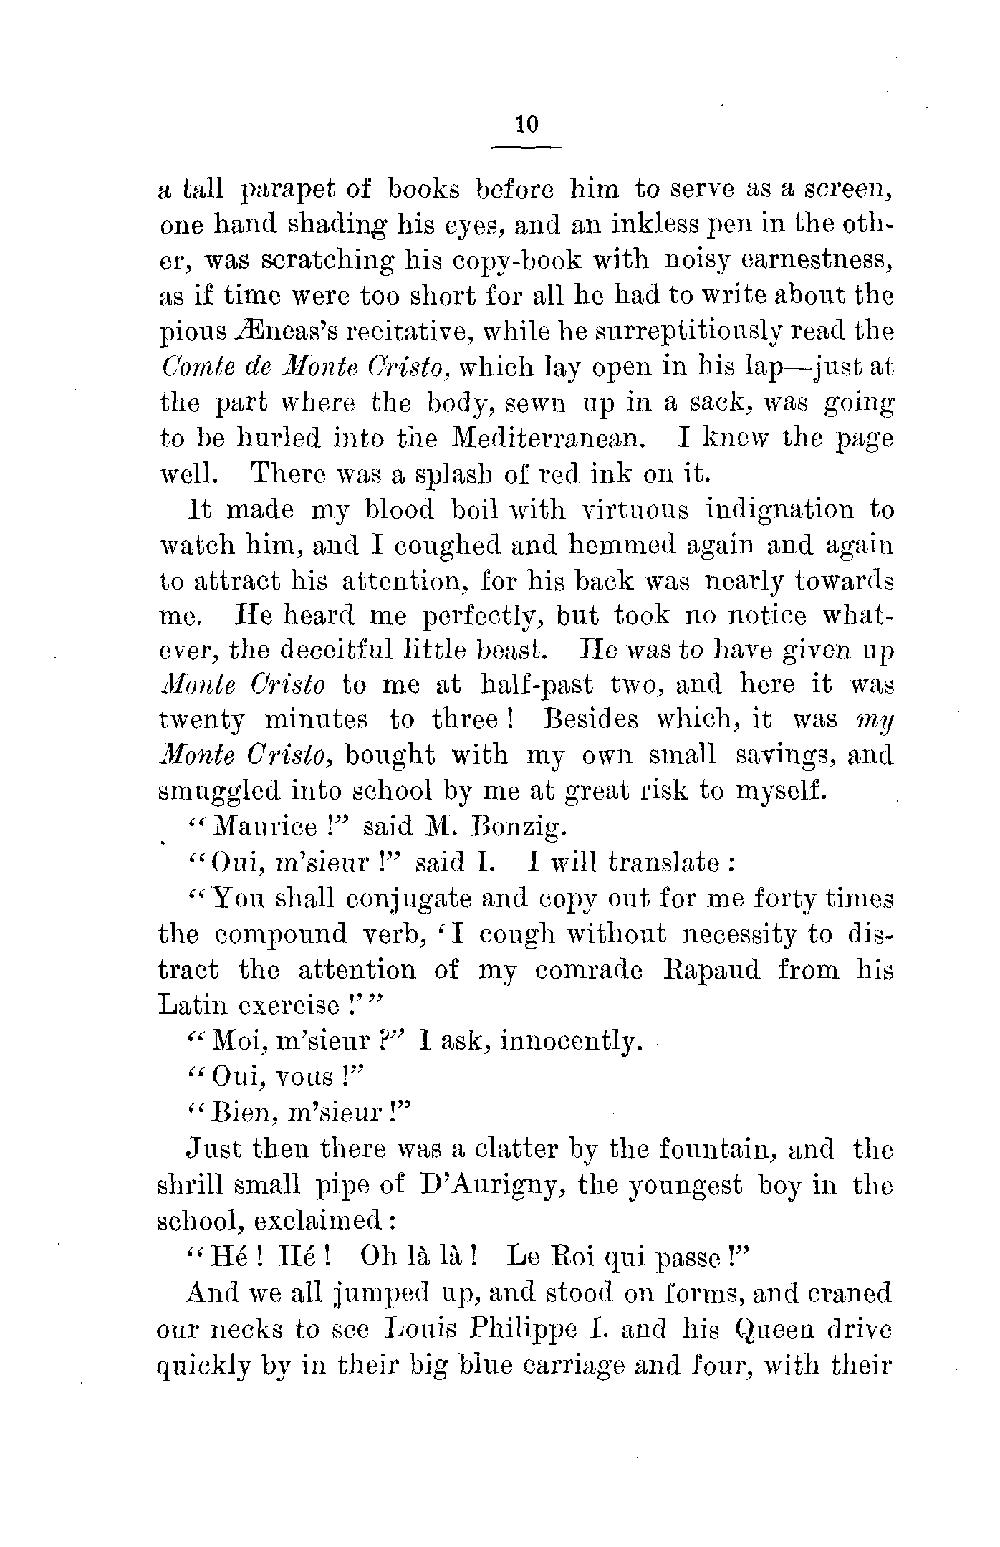 10
a tall parapet of books before him to serve as a screen,
one hand shading his eyes, and an inkless pen in the oth-
er, was scratching his copy-book with noisy earnestness,
as if time were too short for all he had to write about the
pious Æneas's recitative, while he surreptitiously read the
Comte de Monte Cristo, which lay open in his lap—just at
the part where the body, sewn up in a sack, was going
to be hurled into the Mediterranean. I knew the page
well. There was a splash of red ink on it.
It made my blood boil with virtuous indignation to
watch him, and I coughed and hemmed again and again
to attract his attention, for his back was nearly towards
me. He heard me perfectly, but took no notice what-
ever, the deceitful little beast. He was to have given up
Monte Cristo to me at half-past two, and here it was
twenty minutes to three! Besides which, it was my
Monte Cristo, bought with my own small savings, and
smuggled into school by me at great risk to myself.
"Maurice!" said M. Bonzig.
"Oui, m'sieur!" said I. I will translate:
"You shall conjugate and copy out for me forty times
the compound verb, 'I cough without necessity to dis-
tract the attention of my comrade Rapaud from his
Latin exercise!'"
"Moi, m'sieur?" I ask, innocently.
"Oui, vous!"
"Bien, m'sieur!"
Just then there was a clatter by the fountain, and the
shrill small pipe of D'Aurigny, the youngest boy in the
school, exclaimed:
"Hé! Hé! Oh là là! Le Roi qui passe!"
And we all jumped up, and stood on forms, and craned
our necks to see Louis Philippe I. and his Queen drive
quickly by in their big blue carriage and four, with their